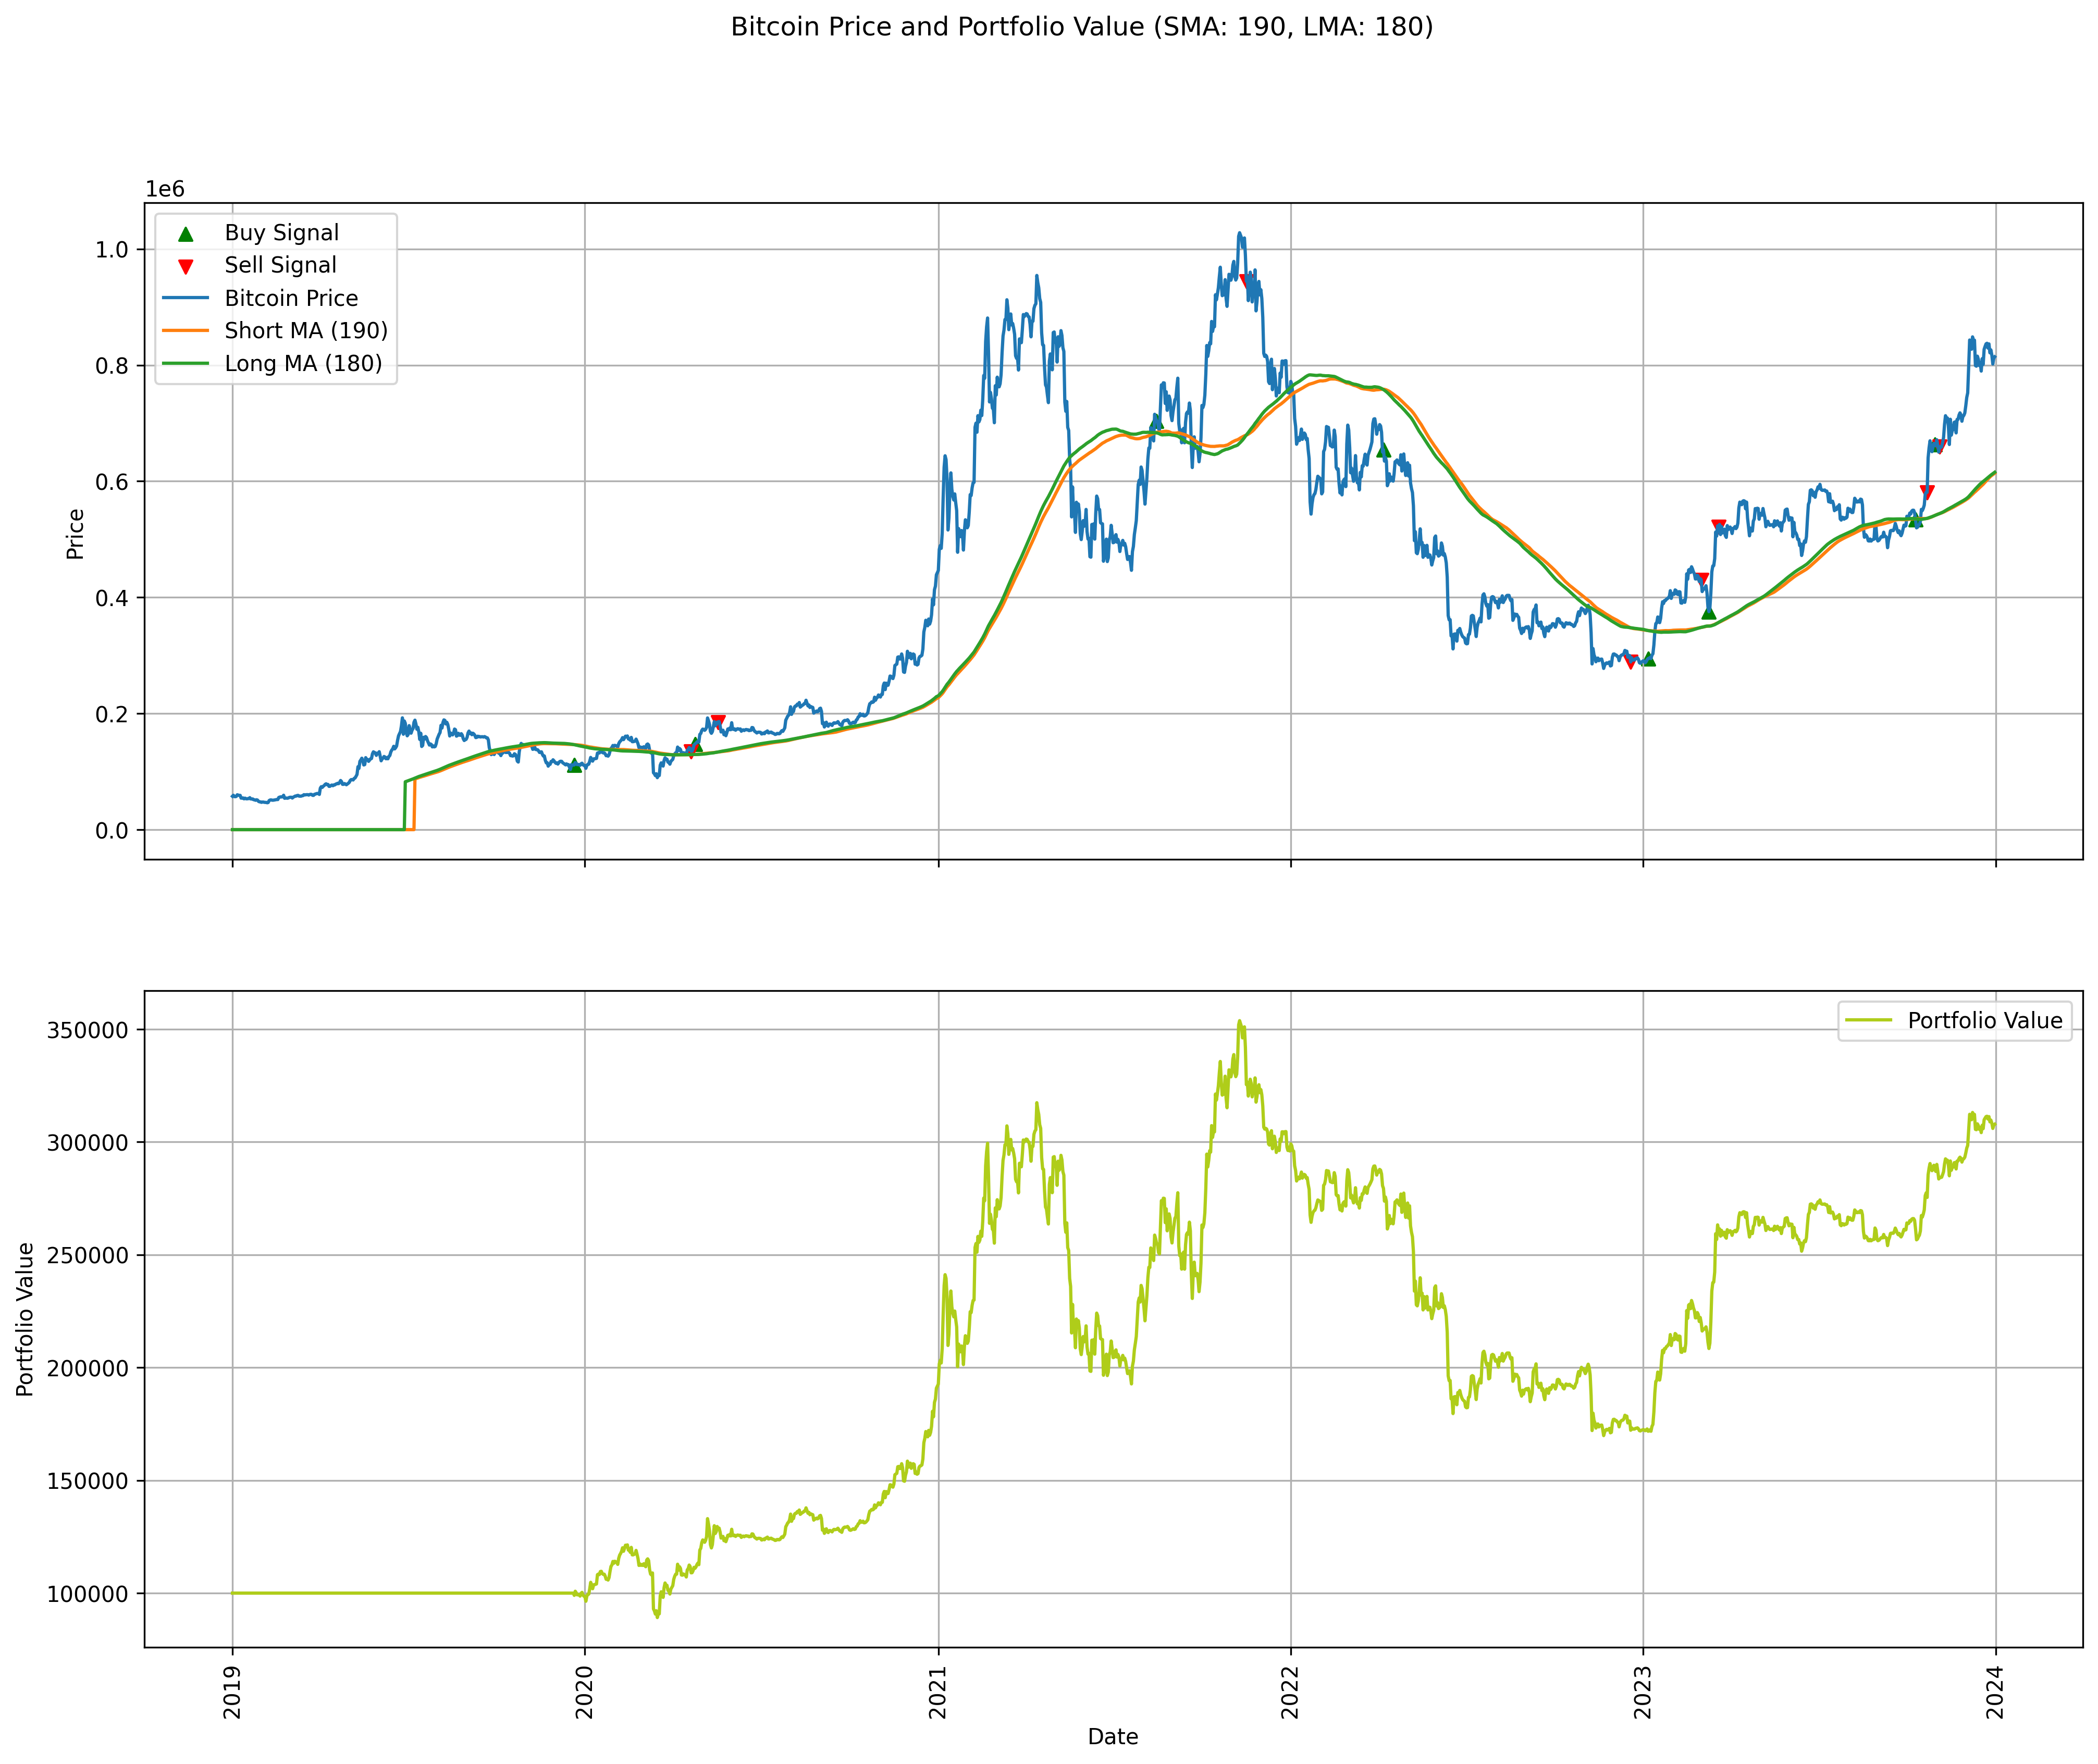 Bitcoin Price and Portfolio Value (SMA: 190, LMA: 180)
1e6
Buy Signal
Sell Signal
Bitcoin Price
Short MA (190)
Long MA (180)
1.0
0.8
0.6
0.4
0.2
0.0
Price
Portfolio Value
350000
300000
250000
200000
150000
100000
Portfolio Value
2019
2020
2021
2022
2023
2024
Date